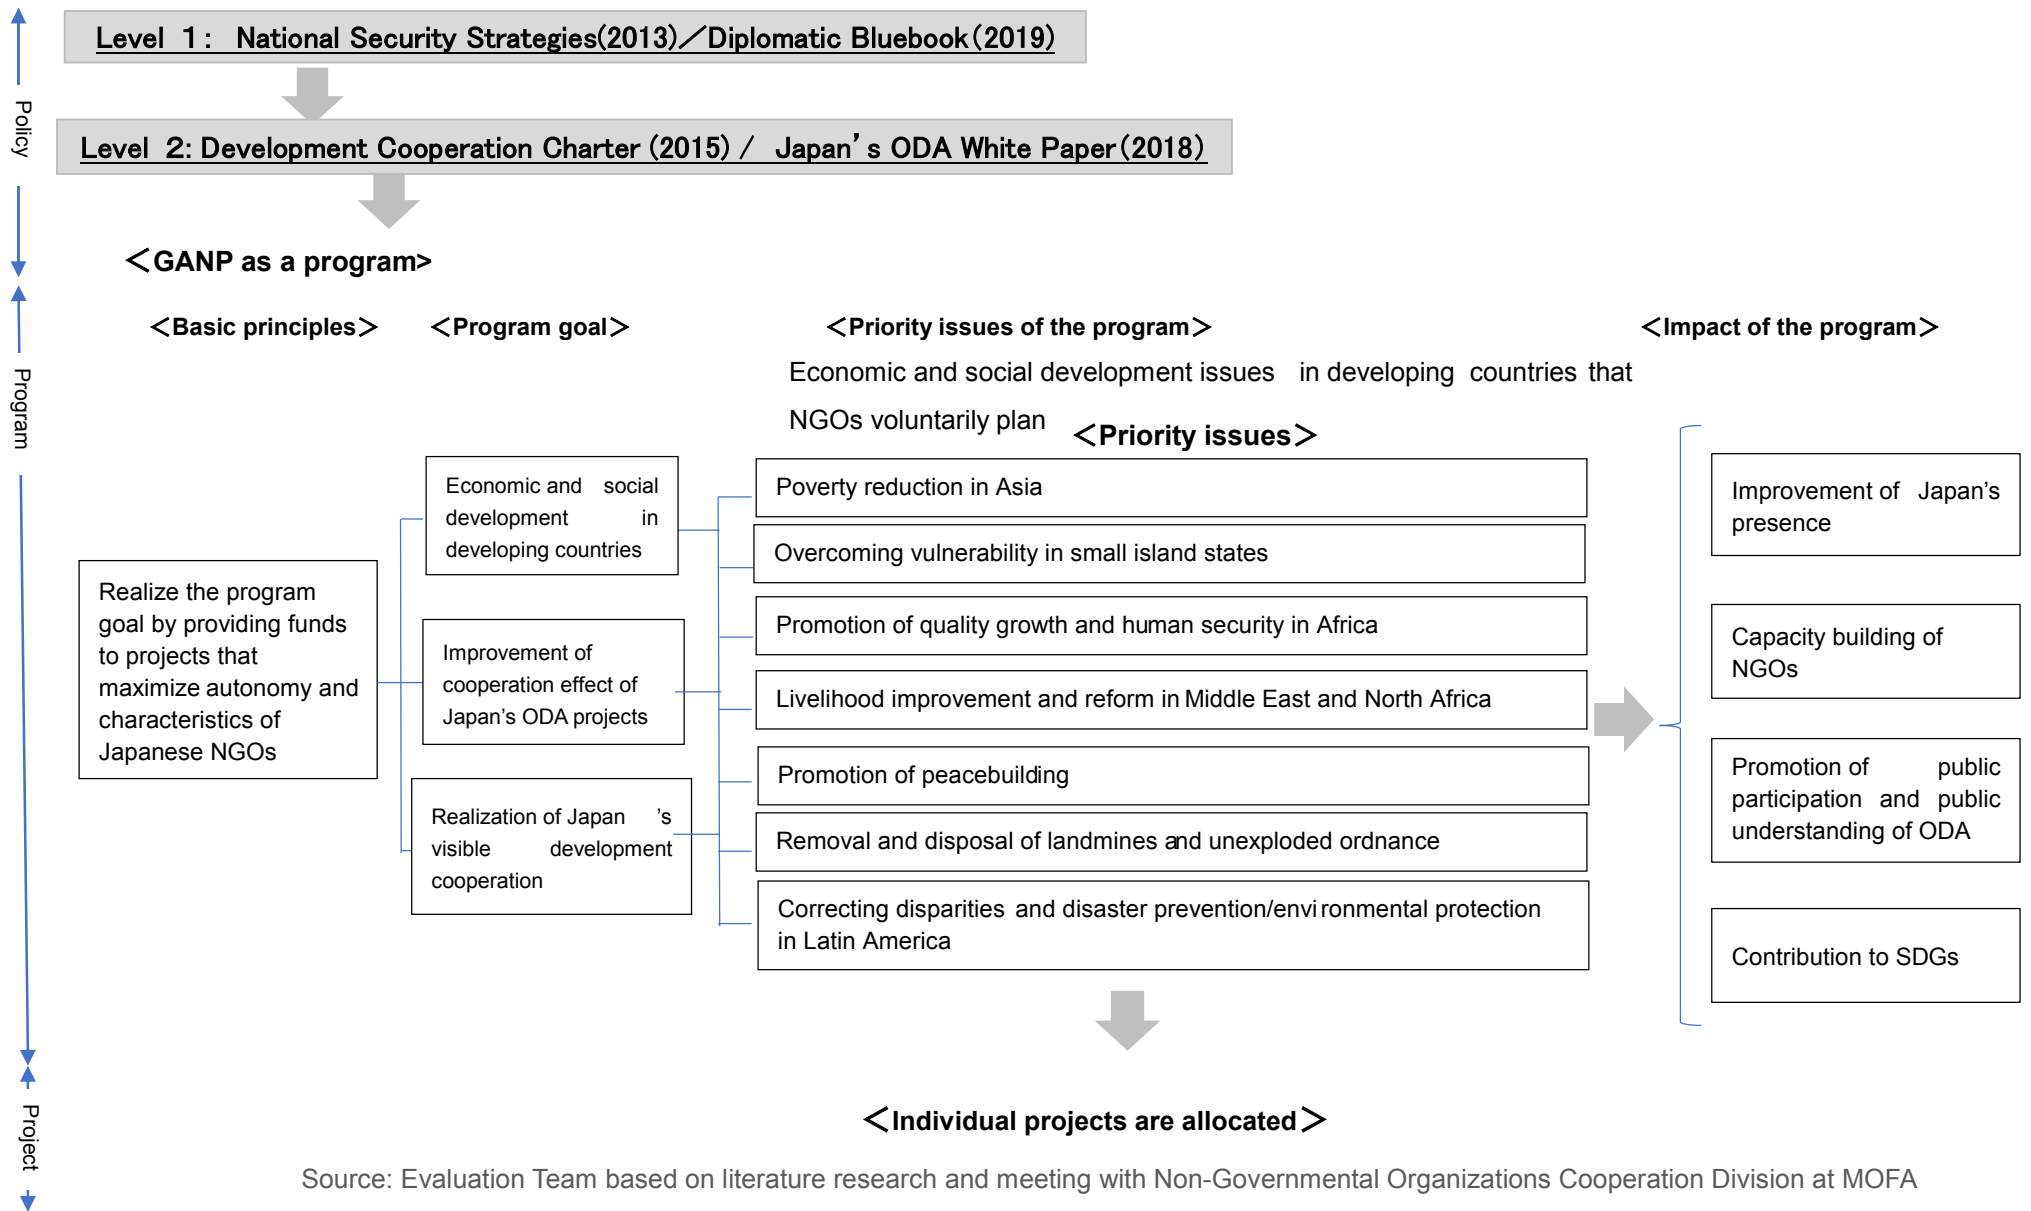 Level 1: National Security Strategies(2013)／Diplomatic Bluebook(2019)
Level 2: Development Cooperation Charter (2015) / Japan's ODA White Paper(2018)
Policy
＜GANP as a program>
＜Basic principles＞
＜Program goal＞
＜Priority issues of the program＞
＜Impact of the program＞
Program
Economic and social development issues in developing countries that
NGOs voluntarily plan
＜Priority issues＞
Realize the program
goal by providing funds
to projects that
maximize autonomy and
characteristics of
Japanese NGOs
Economic and social
development in
developing countries
Improvement of
cooperation effect of
Japan's ODA projects
Realization of Japan 's
visible development
cooperation
Poverty reduction in Asia
Overcoming vulnerability in small island states
Promotion of quality growth and human security in Africa
Livelihood improvement and reform in Middle East and North Africa
Promotion of peacebuilding
Removal and disposal of landmines and unexploded ordnance
Correcting disparities and disaster prevention/environmental protection
in Latin America
Improvement of Japan's
presence
Capacity building of
NGOs
Promotion of public
participation and public
understanding of ODA
Contribution to SDGs
Project
＜Individual projects are allocated＞
Source: Evaluation Team based on literature research and meeting with Non-Governmental Organizations Cooperation Division at MOFA